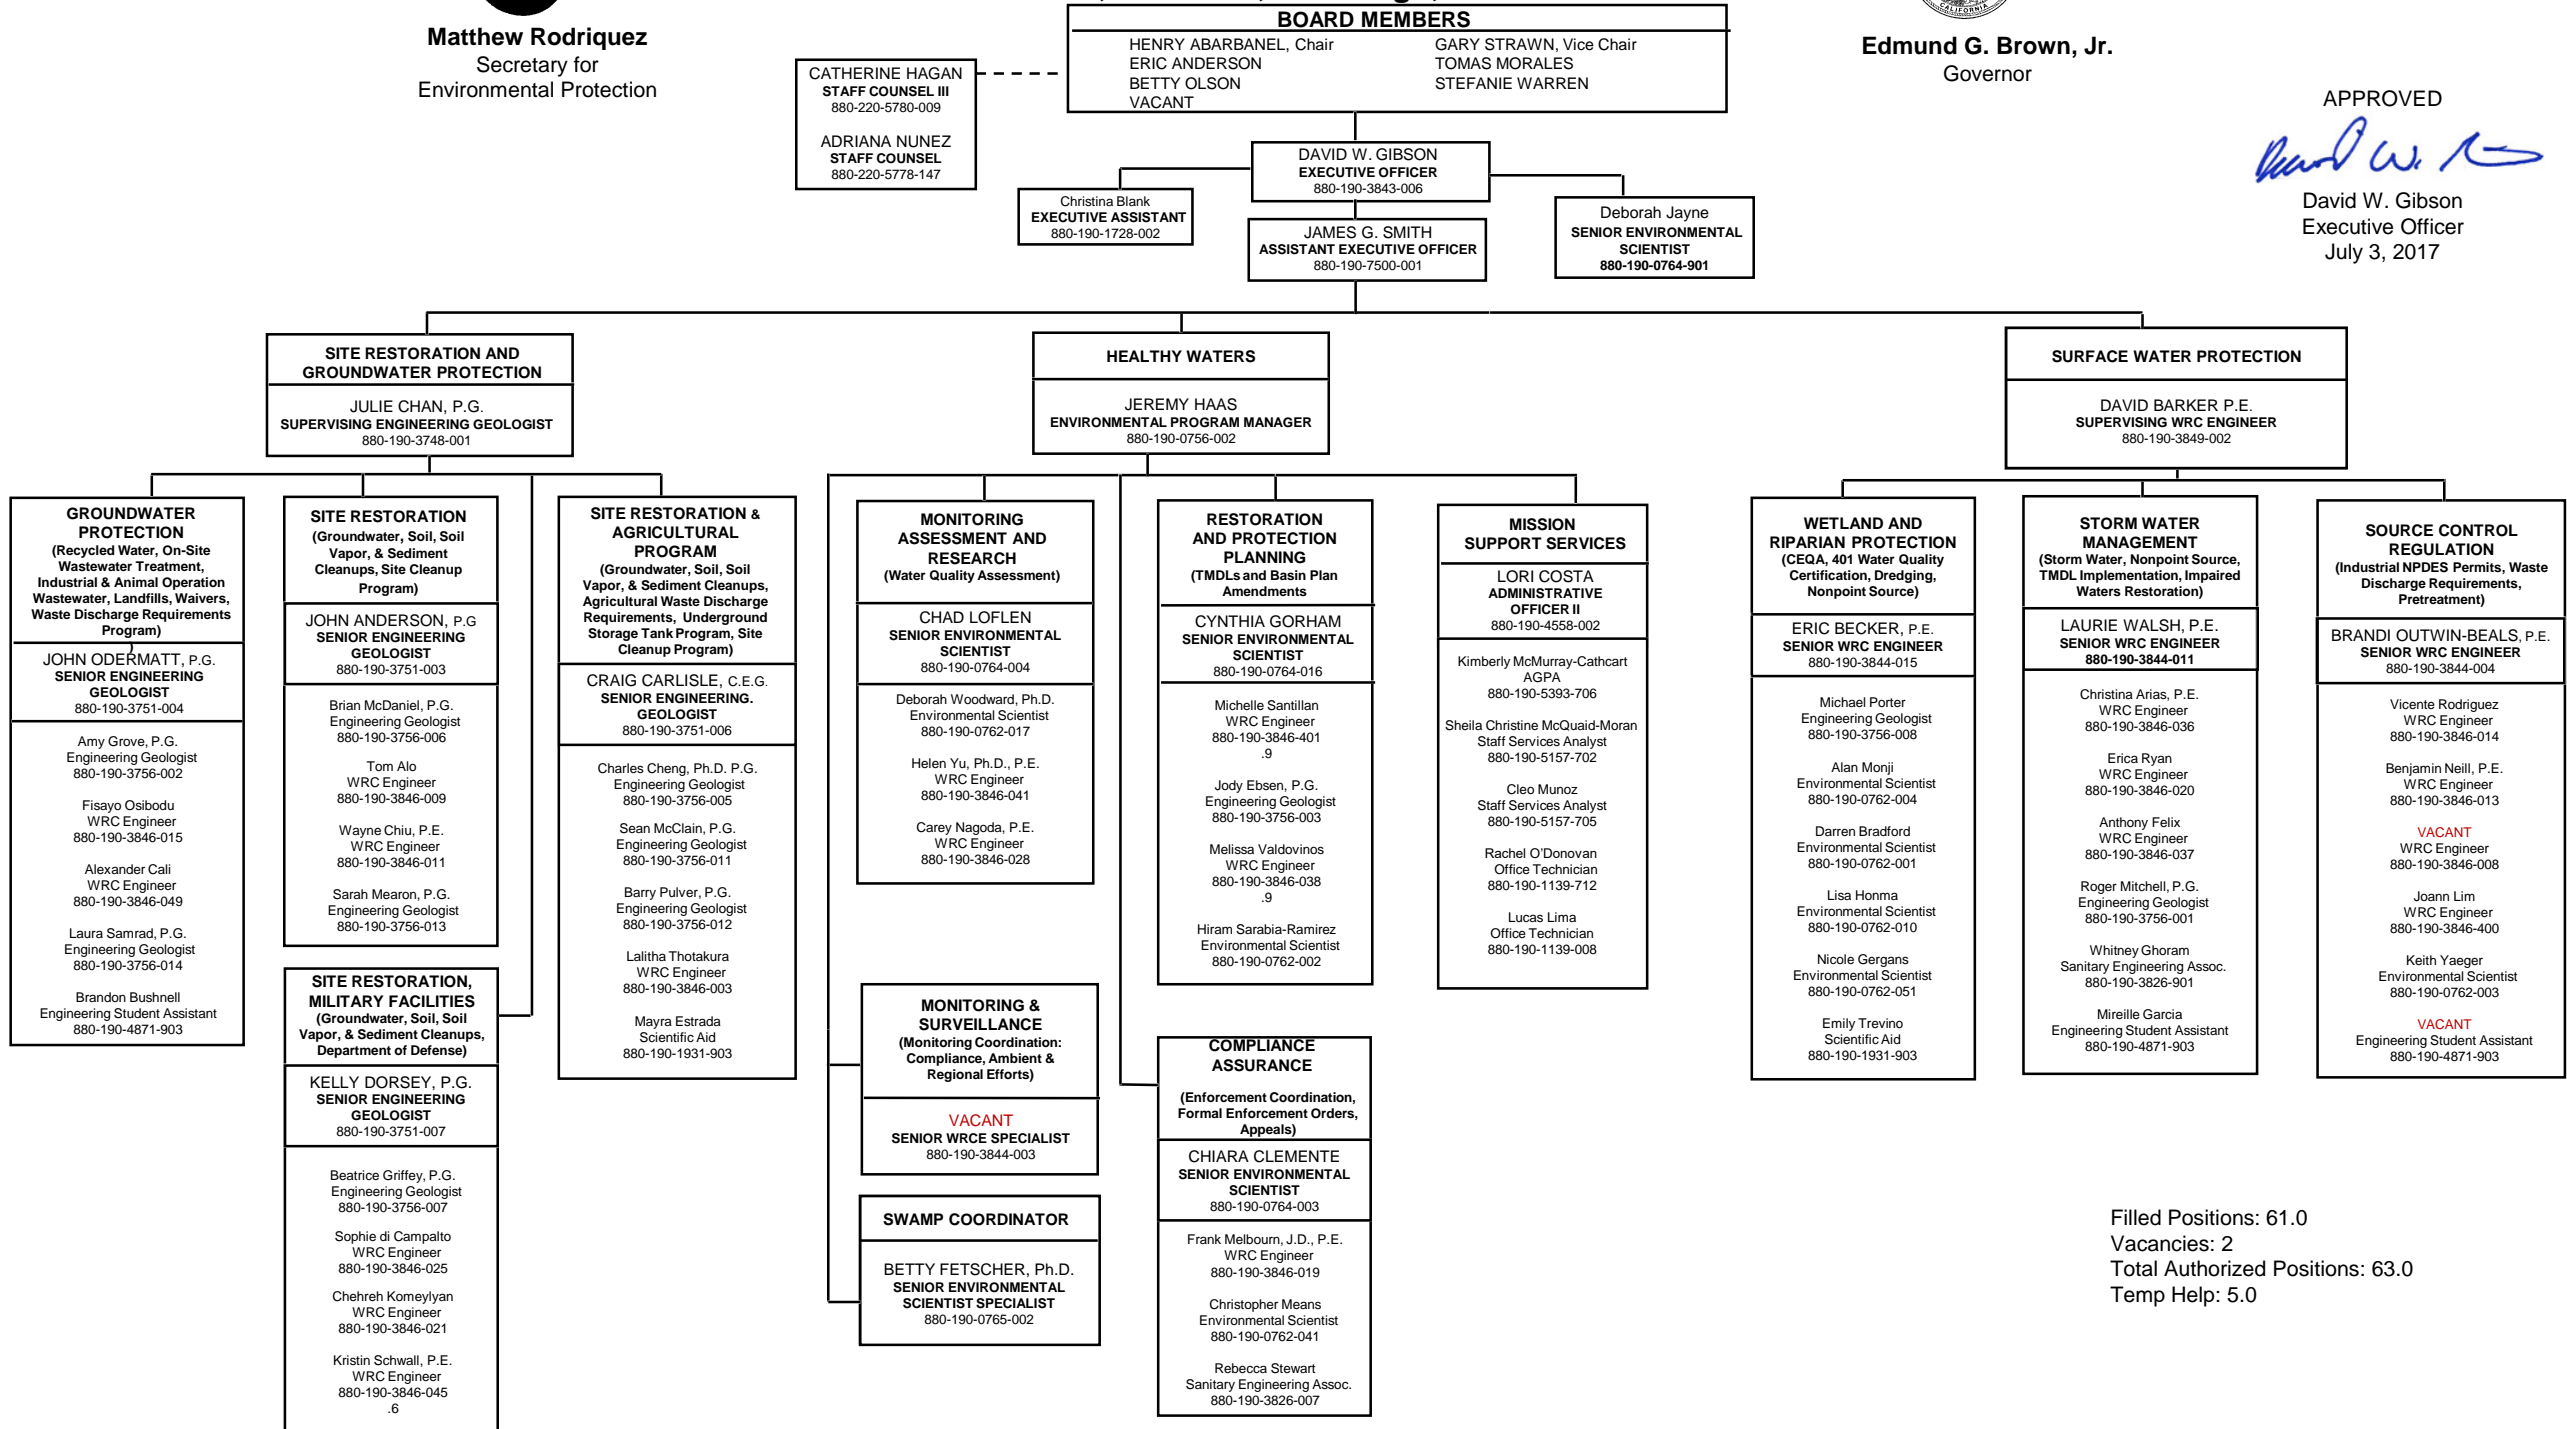 Matthew Rodriquez
Secretary for
Environmental Protection
BOARD MEMBERS
HENRY ABARBANEL, Chair
ERIC ANDERSON
BETTY OLSON
VACANT
GARY STRAWN, Vice Chair
TOMAS MORALES
STEFANIE WARREN
CALIFORNIA
Edmund G. Brown, Jr.
Governor
APPROVED
David W. Gibson
Executive Officer
July 3, 2017
CATHERINE HAGAN
STAFF COUNSEL III
880-220-5780-009
ADRIANA NUNEZ
STAFF COUNSEL
880-220-5778-147
DAVID W. GIBSON
EXECUTIVE OFFICER
880-190-3843-006
Christina Blank
EXECUTIVE ASSISTANT
880-190-1728-002
JAMES G. SMITH
ASSISTANT EXECUTIVE OFFICER
880-190-7500-001
Deborah Jayne
SENIOR ENVIRONMENTAL
SCIENTIST
880-190-0764-901
SITE RESTORATION AND
GROUNDWATER PROTECTION
JULIE CHAN, P.G.
SUPERVISING ENGINEERING GEOLOGIST
880-190-3748-001
HEALTHY WATERS
JEREMY HAAS
ENVIRONMENTAL PROGRAM MANAGER
880-190-0756-002
SURFACE WATER PROTECTION
DAVID BARKER P.E.
SUPERVISING WRC ENGINEER
880-190-3849-002
GROUNDWATER
PROTECTION
(Recycled Water, On-Site
Wastewater Treatment,
Industrial & Animal Operation
Wastewater, Landfills, Waivers,
Waste Discharge Requirements
Program)
)
JOHN ODERMATT, P.G.
SENIOR ENGINEERING
GEOLOGIST
880-190-3751-004
Amy Grove, P.G.
Engineering Geologist
880-190-3756-002
Fisayo Osibodu
WRC Engineer
880-190-3846-015
Alexander Cali
WRC Engineer
880-190-3846-049
Laura Samrad, P.G.
Engineering Geologist
880-190-3756-014
Brandon Bushnell
Engineering Student Assistant
880-190-4871-903
SITE RESTORATION
(Groundwater, Soil, Soil
Vapor, & Sediment
Cleanups, Site Cleanup
Program)
JOHN ANDERSON, P.G
SENIOR ENGINEERING
GEOLOGIST
880-190-3751-003
Brian McDaniel, P.G.
Engineering Geologist
880-190-3756-006
Tom Alo
WRC Engineer
880-190-3846-009
Wayne Chiu, P.E.
WRC Engineer
880-190-3846-011
Sarah Mearon, P.G.
Engineering Geologist
880-190-3756-013
SITE RESTORATION,
MILITARY FACILITIES
(Groundwater, Soil, Soil
Vapor, & Sediment Cleanups,
Department of Defense)
KELLY DORSEY, P.G.
SENIOR ENGINEERING
GEOLOGIST
880-190-3751-007
Beatrice Griffey, P.G.
Engineering Geologist
880-190-3756-007
Sophie di Campalto
WRC Engineer
880-190-3846-025
Chehreh Komeylyan
WRC Engineer
880-190-3846-021
Kristin Schwall, P.E.
WRC Engineer
880-190-3846-045
.6
SITE RESTORATION &
AGRICULTURAL
PROGRAM
(Groundwater, Soil, Soil
Vapor, & Sediment Cleanups,
Agricultural Waste Discharge
Requirements, Underground
Storage Tank Program, Site
Cleanup Program)
CRAIG CARLISLE, C.E.G.
SENIOR ENGINEERING.
GEOLOGIST
880-190-3751-006
Charles Cheng, Ph.D. P.G.
Engineering Geologist
880-190-3756-005
Sean McClain, P.G.
Engineering Geologist
880-190-3756-011
Barry Pulver, P.G.
Engineering Geologist
880-190-3756-012
Lalitha Thotakura
WRC Engineer
880-190-3846-003
Mayra Estrada
Scientific Aid
880-190-1931-903
MONITORING
ASSESSMENT AND
RESEARCH
(Water Quality Assessment)
CHAD LOFLEN
SENIOR ENVIRONMENTAL
SCIENTIST
880-190-0764-004
Deborah Woodward, Ph.D.
Environmental Scientist
880-190-0762-017
Helen Yu, Ph.D., P.E.
WRC Engineer
880-190-3846-041
Carey Nagoda, P.E.
WRC Engineer
880-190-3846-028
MONITORING &
SURVEILLANCE
(Monitoring Coordination:
Compliance, Ambient &
Regional Efforts)
VACANT
SENIOR WRCE SPECIALIST
880-190-3844-003
SWAMP COORDINATOR
BETTY FETSCHER, Ph.D.
SENIOR ENVIRONMENTAL
SCIENTIST SPECIALIST
880-190-0765-002
RESTORATION
AND PROTECTION
PLANNING
(TMDLs and Basin Plan
Amendments
CYNTHIA GORHAM
SENIOR ENVIRONMENTAL
SCIENTIST
880-190-0764-016
Michelle Santillan
WRC Engineer
880-190-3846-401
.9
Jody Ebsen, P.G.
Engineering Geologist
880-190-3756-003
Melissa Valdovinos
WRC Engineer
880-190-3846-038
.9
Hiram Sarabia-Ramirez
Environmental Scientist
880-190-0762-002
COMPLIANCE
ASSURANCE
(Enforcement Coordination,
Formal Enforcement Orders,
Appeals)
CHIARA CLEMENTE
SENIOR ENVIRONMENTAL
SCIENTIST
880-190-0764-003
Frank Melbourn, J.D., P.E.
WRC Engineer
880-190-3846-019
Christopher Means
Environmental Scientist
880-190-0762-041
Rebecca Stewart
Sanitary Engineering Assoc.
880-190-3826-007
MISSION
SUPPORT SERVICES
LORI COSTA
ADMINISTRATIVE
OFFICER II
880-190-4558-002
Kimberly McMurray-Cathcart
AGPA
880-190-5393-706
Sheila Christine McQuaid-Moran
Staff Services Analyst
880-190-5157-702
Cleo Munoz
Staff Services Analyst
880-190-5157-705
Rachel O’Donovan
Office Technician
880-190-1139-712
Lucas Lima
Office Technician
880-190-1139-008
WETLAND AND
RIPARIAN PROTECTION
(CEQA, 401 Water Quality
Certification, Dredging,
Nonpoint Source)
ERIC BECKER, P.E.
SENIOR WRC ENGINEER
880-190-3844-015
Michael Porter
Engineering Geologist
880-190-3756-008
Alan Monji
Environmental Scientist
880-190-0762-004
Darren Bradford
Environmental Scientist
880-190-0762-001
Lisa Honma
Environmental Scientist
880-190-0762-010
Nicole Gergans
Environmental Scientist
880-190-0762-051
Emily Trevino
Scientific Aid
880-190-1931-903
STORM WATER
MANAGEMENT
(Storm Water, Nonpoint Source,
TMDL Implementation, Impaired
Waters Restoration)
LAURIE WALSH, P.E.
SENIOR WRC ENGINEER
880-190-3844-011
Christina Arias, P.E.
WRC Engineer
880-190-3846-036
Erica Ryan
WRC Engineer
880-190-3846-020
Anthony Felix
WRC Engineer
880-190-3846-037
Roger Mitchell, P.G.
Engineering Geologist
880-190-3756-001
Whitney Ghoram
Sanitary Engineering Assoc.
880-190-3826-901
Mireille Garcia
Engineering Student Assistant
880-190-4871-903
SOURCE CONTROL
REGULATION
(Industrial NPDES Permits, Waste
Discharge Requirements,
Pretreatment)
BRANDI OUTWIN-BEALS, P.E.
SENIOR WRC ENGINEER
880-190-3844-004
Vicente Rodriguez
WRC Engineer
880-190-3846-014
Benjamin Neill, P.E.
WRC Engineer
880-190-3846-013
VACANT
WRC Engineer
880-190-3846-008
Joann Lim
WRC Engineer
880-190-3846-400
Keith Yaeger
Environmental Scientist
880-190-0762-003
VACANT
Engineering Student Assistant
880-190-4871-903
Filled Positions: 61.0
Vacancies: 2
Total Authorized Positions: 63.0
Temp Help: 5.0